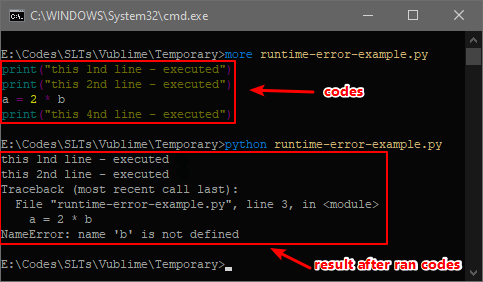 C:\WINDOWS\System32\cmd.exe
E:\Codes\SLTs\Vublime\Temporary>more runtime-error-example.py
print("this 1nd line - executed")
print("this 2nd line - executed")
a = 2 * b
print("this 4nd line - executed")
codes
E:\Codes\SLTs\Vublime\Temporary>python runtime-error-example.py
this 1nd line - executed
this 2nd line - executed
Traceback (most recent call last):
File "runtime-error-example.py", line 3, in <module>
a = 2 * b
NameError: name 'b' is not defined
result after ran codes
E:\Codes\SLTs\Vublime\Temporary>